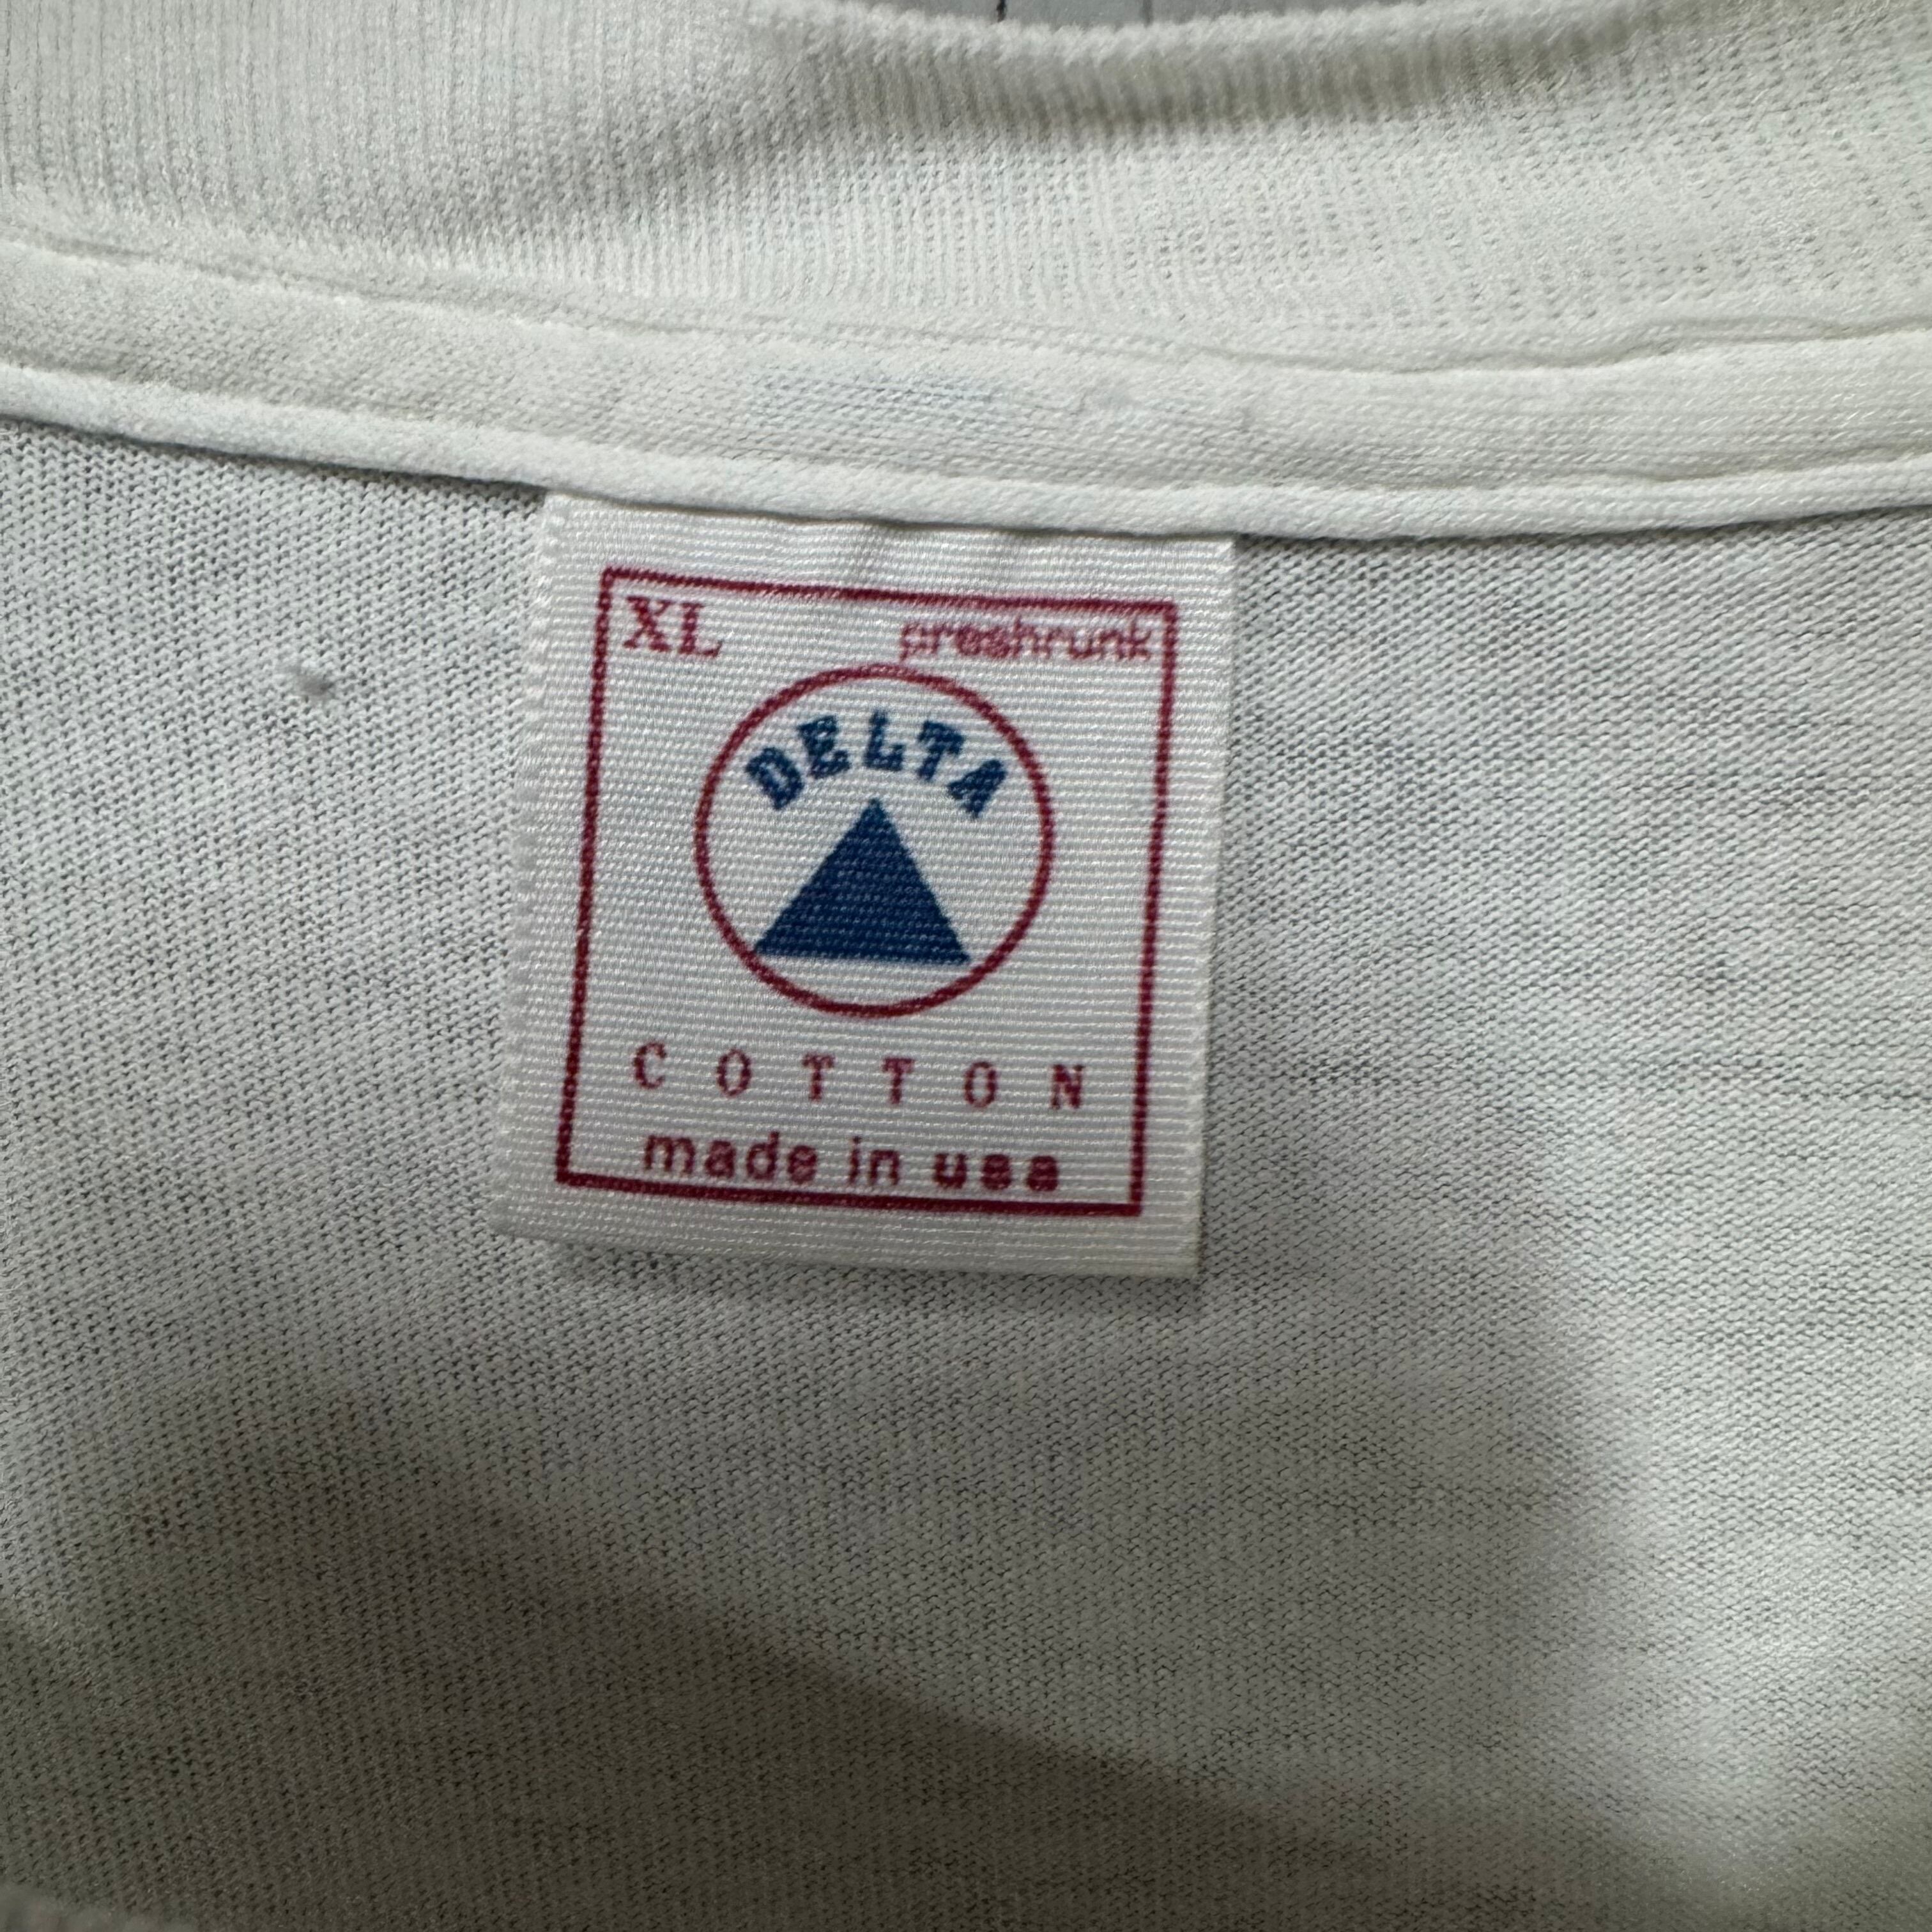 XL preshrunk
DELTA
COTTON
made in usa